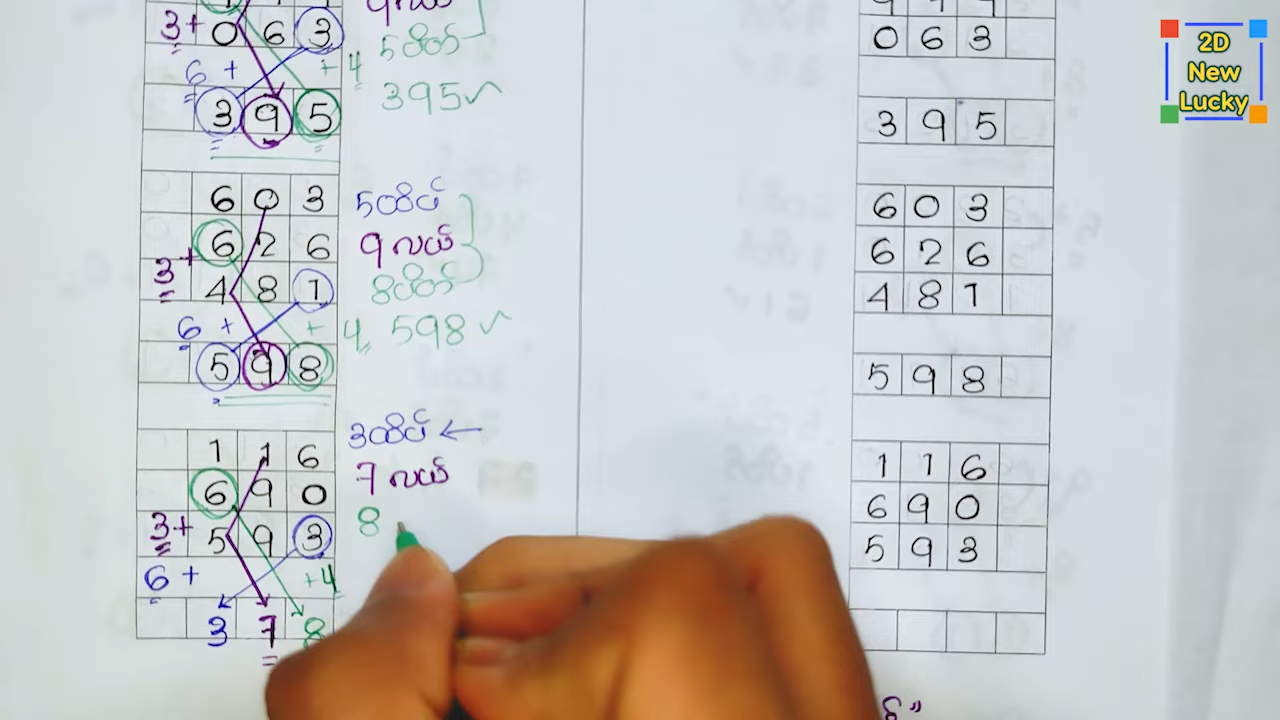 3+ 0 6 3
5ပိတ်
6 + + 4
395
3 9 5
6 0 3 5ထိပ်
6 2 6 9 လယ်
3 +
4 8 1 8ပိတ်
6 + + 4 598
5 9 8
1 1 6 3ထိပ် ←
6 9 0 7 လယ်
3 + 5 9 3 8
6 + +4
3 7 8
0 6 3
3 9 5
6 0 3
6 2 6
4 8 1
5 9 8
1 1 6
6 9 0
5 9 3
2D
New
Lucky